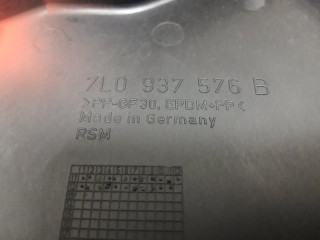 7L0 937 576 B
>PP-GF30, EPDM+PP<
Made in Germany
RSM